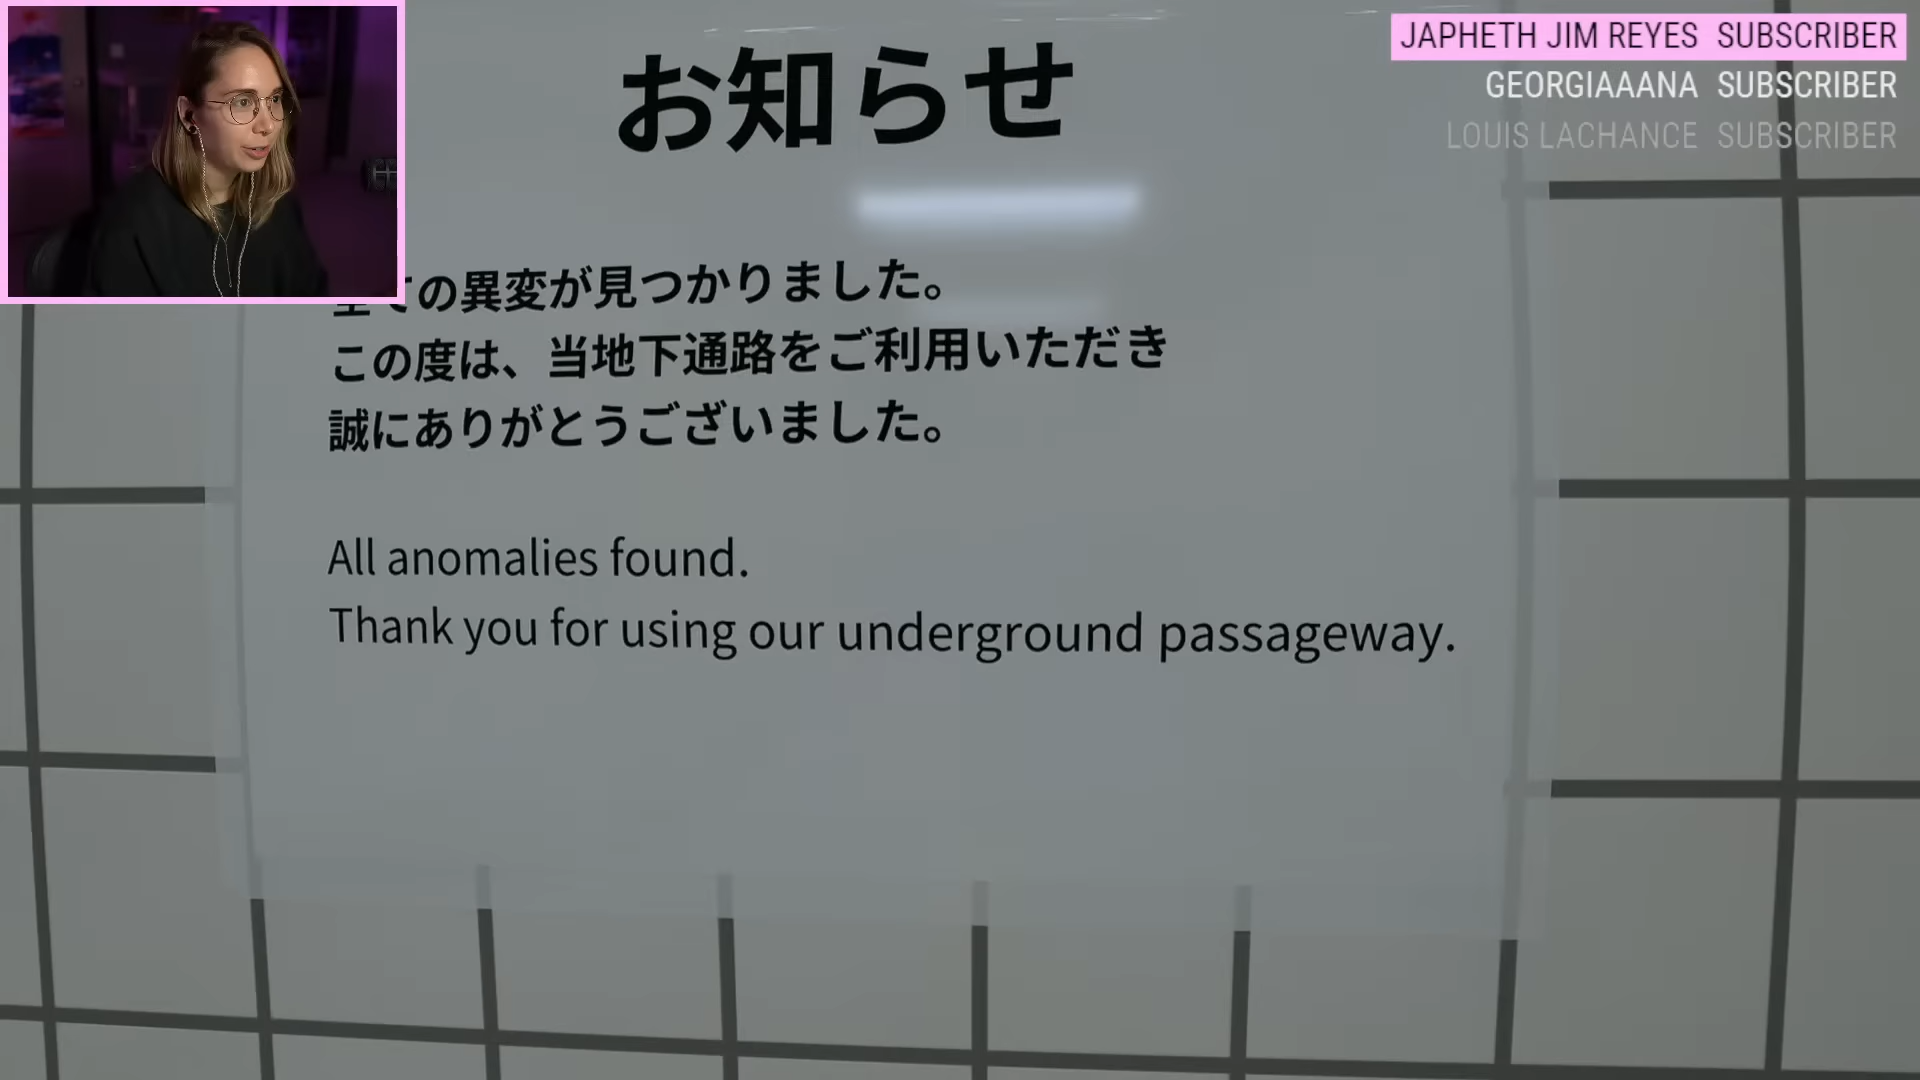 JAPHETH JIM REYES SUBSCRIBER
GEORGIAAANA SUBSCRIBER
LOUIS LACHANCE SUBSCRIBER
お知らせ
全ての異変が見つかりました。
この度は、当地下通路をご利用いただき
誠にありがとうございました。
All anomalies found.
Thank you for using our underground passageway.